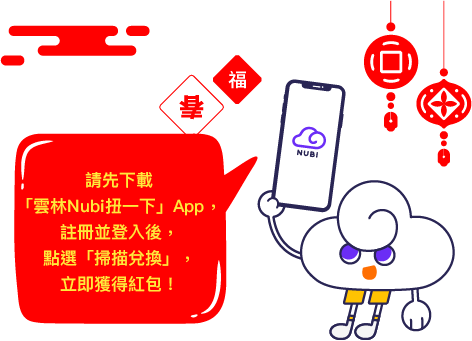 福
春
NUBI
請先下載
「雲林Nubi扭一下」App，
註冊並登入後，
點選「掃描兌換」，
立即獲得紅包！